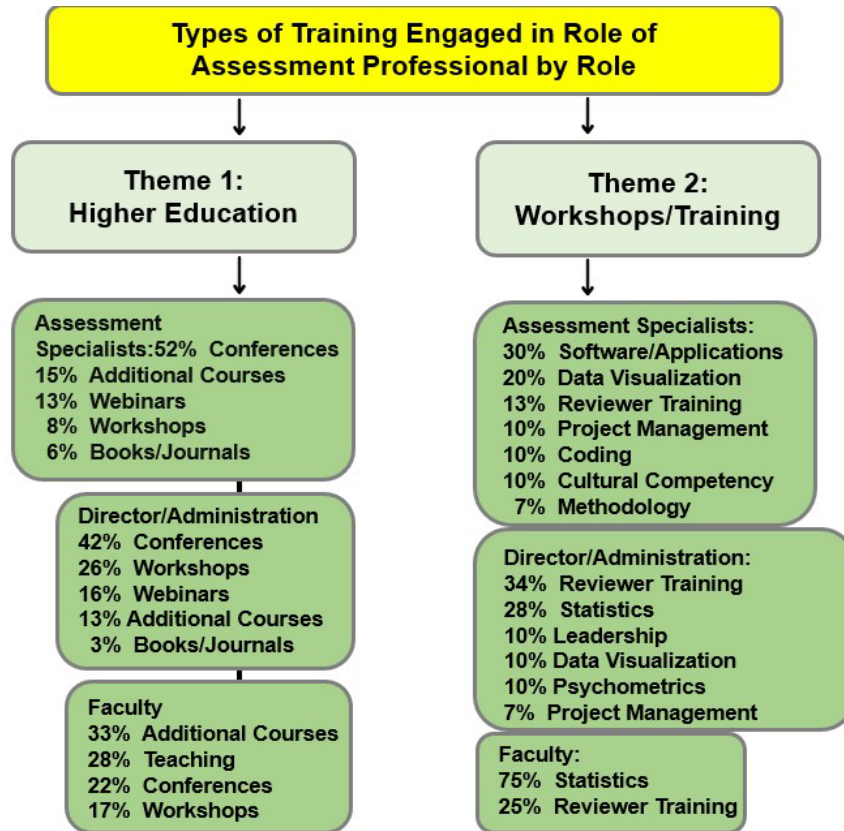 Types of Training Engaged in Role of
Assessment Professional by Role
Theme 1:
Higher Education
Assessment
Specialists:52% Conferences
15% Additional Courses
13% Webinars
8% Workshops
6% Books/Journals
Director/Administration
42% Conferences
26% Workshops
16% Webinars
13% Additional Courses
3% Books/Journals
Faculty
33% Additional Courses
28% Teaching
22% Conferences
17% Workshops
Theme 2:
Workshops/Training
Assessment Specialists:
30% Software/Applications
20% Data Visualization
13% Reviewer Training
10% Project Management
10% Coding
10% Cultural Competency
7% Methodology
Director/Administration:
34% Reviewer Training
28% Statistics
10% Leadership
10% Data Visualization
10% Psychometrics
7% Project Management
Faculty:
75% Statistics
25% Reviewer Training